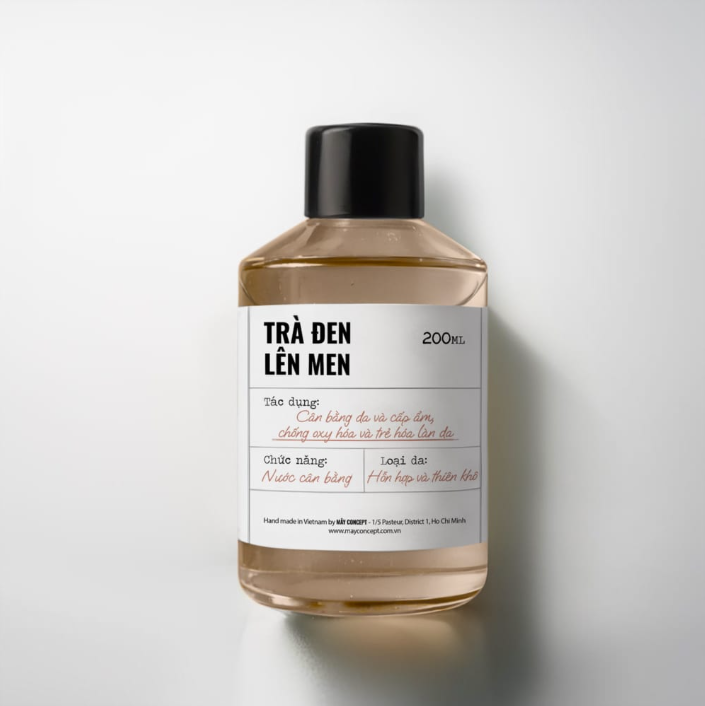 TRÀ ĐEN
LÊN MEN
200ML
Tác dụng:
Cân bằng da và cấp ẩm,
chống oxy hóa và trẻ hóa làn da
Chức năng:
Nước cân bằng
Loại da:
Hỗn hợp và thiên khô
Hand made in Vietnam by MÂY CONCEPT - 1/5 Pasteur, District 1, Ho Chi Minh
www.mayconcept.com.vn